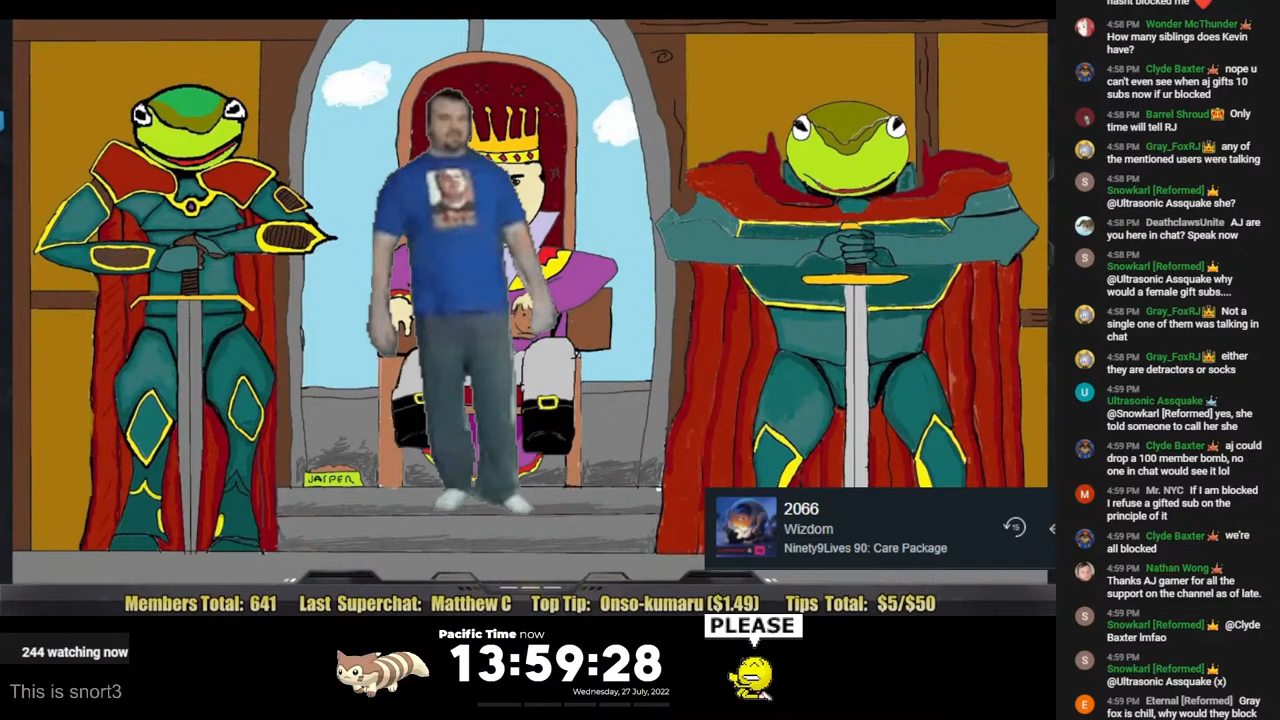 JASPER
2066
Wizdom
15
Ninety9Lives 90: Care Package
Members Total: 641 Last Superchat: Matthew C Top Tip: Onso-kumaru ($1.49) Tips Total: $5/$50
PLEASE
Pacific Time now
13:59:28
Wednesday, 27 July, 2022
244 watching now
This is snort3
hasnt blocked me
4:58 PM Wonder McThunder
How many siblings does Kevin
have?
4:58 PM Clyde Baxter nope u
can't even see when aj gifts 10
subs now if ur blocked
4:58 PM Barrel Shroud Only
time will tell RJ
4:58 PM Gray_FoxRJ any of
the mentioned users were talking
4:58 PM
Snowkarl [Reformed]
@Ultrasonic Assquake she?
4:58 PM DeathclawsUnite AJ are
you here in chat? Speak now
4:58 PM
Snowkarl [Reformed]
@Ultrasonic Assquake why
would a female gift subs....
4:58 PM Gray_FoxRJ Not a
single one of them was talking in
chat
4:58 PM Gray_FoxRJ either
they are detractors or socks
4:59 PM
Ultrasonic Assquake
@Snowkarl [Reformed] yes, she
told someone to call her she
4:59 PM Clyde Baxter aj could
drop a 100 member bomb, no
one in chat would see it lol
4:59 PM Mr. NYC If I am blocked
I refuse a gifted sub on the
principle of it
4:59 PM Clyde Baxter we're
all blocked
4:59 PM Nathan Wong
Thanks AJ gamer for all the
support on the channel as of late.
4:59 PM
Snowkarl [Reformed] @Clyde
Baxter lmfao
4:59 PM
Snowkarl [Reformed]
@Ultrasonic Assquake (x)
4:59 PM Eternal [Reformed] Gray
fox is chill, why would they block